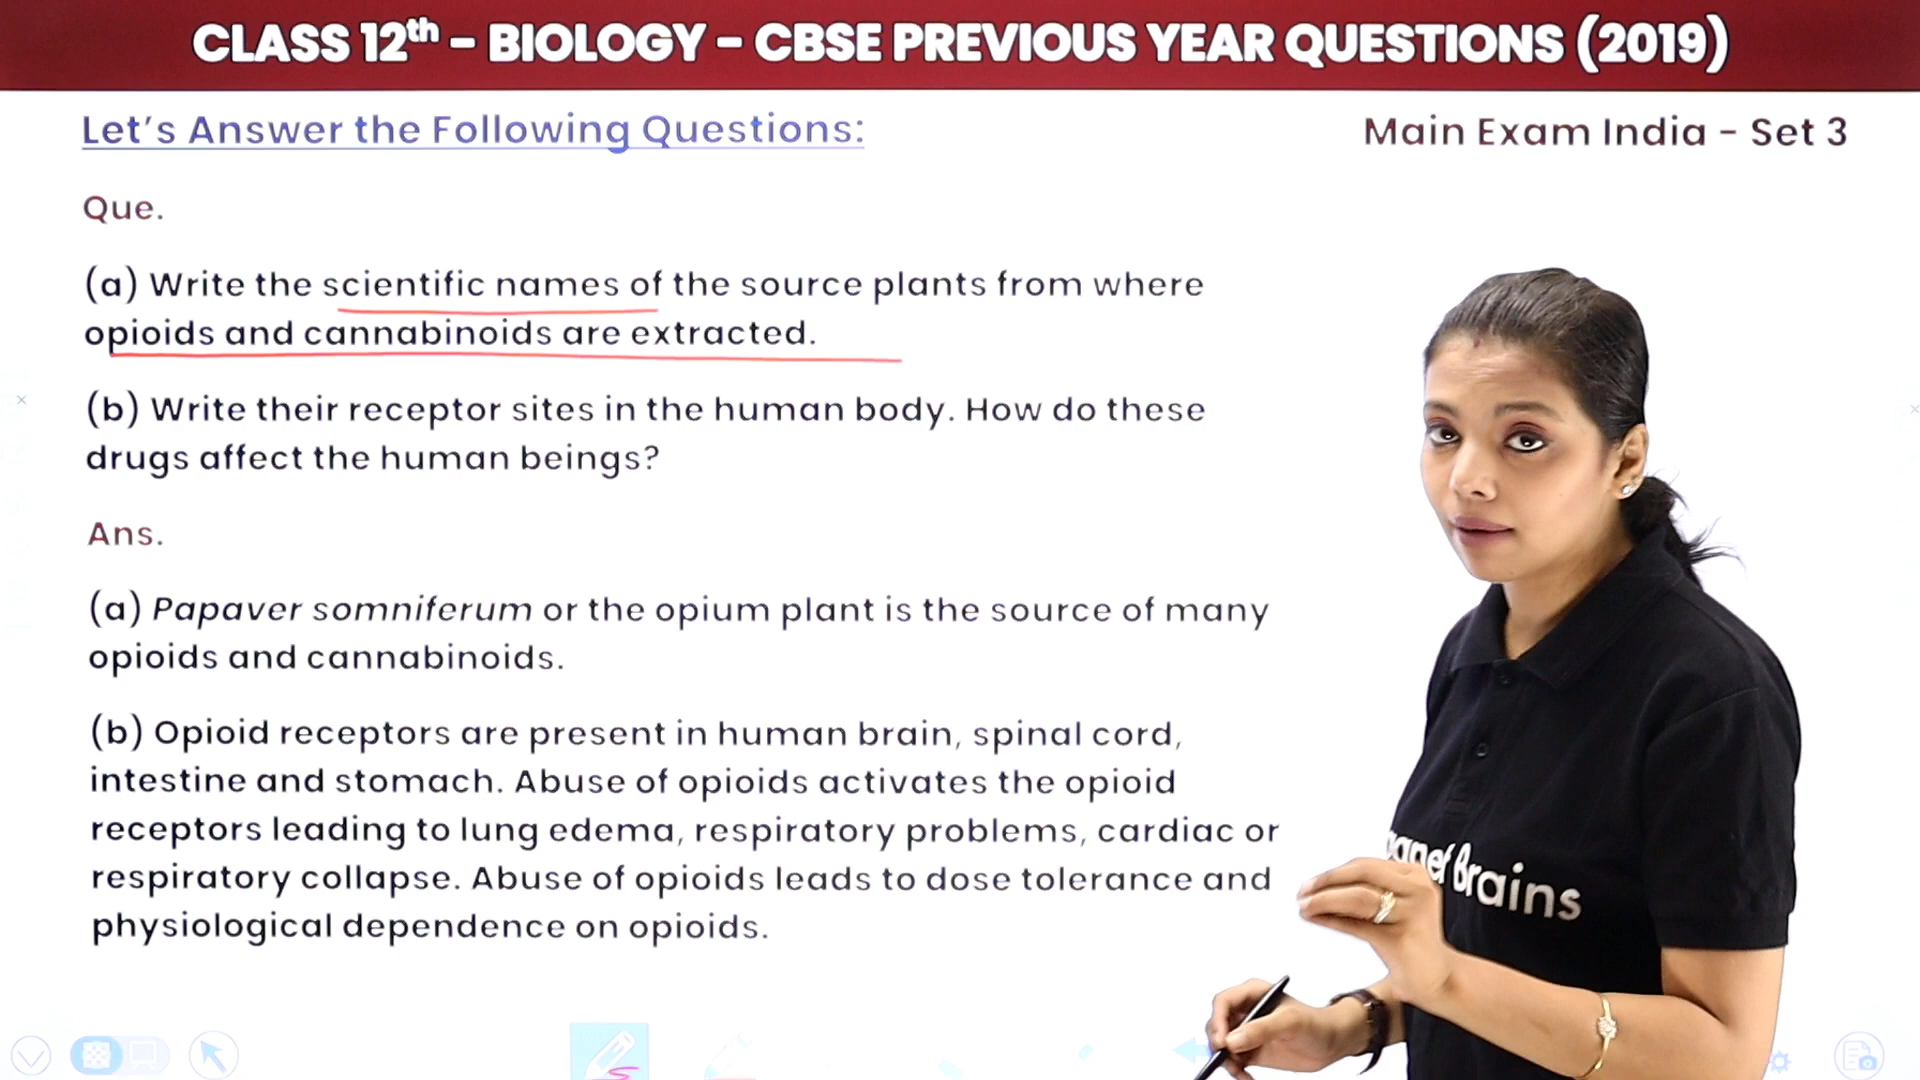 CLASS 12th - BIOLOGY - CBSE PREVIOUS YEAR QUESTIONS (2019)
Let's Answer the Following Questions:
Main Exam India - Set 3
Que.
(a) Write the scientific names of the source plants from where
opioids and cannabinoids are extracted.
(b) Write their receptor sites in the human body. How do these
drugs affect the human beings?
Ans.
(a) Papaver somniferum or the opium plant is the source of many
opioids and cannabinoids.
(b) Opioid receptors are present in human brain, spinal cord,
intestine and stomach. Abuse of opioids activates the opioid
receptors leading to lung edema, respiratory problems, cardiac or
respiratory collapse. Abuse of opioids leads to dose tolerance and
physiological dependence on opioids.
Brains